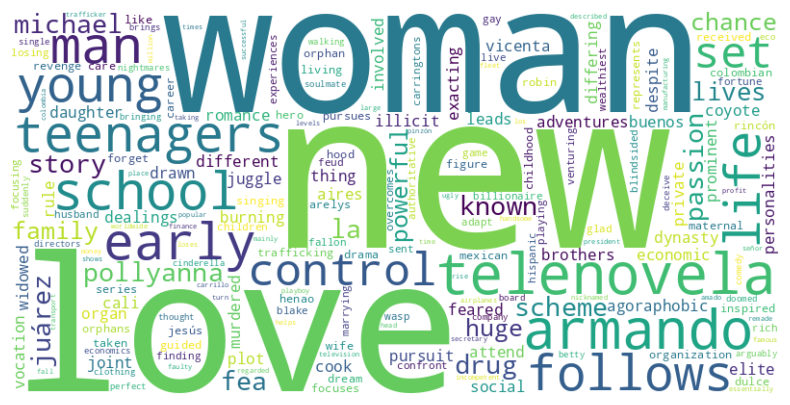 woman
new
love
young
man
teenagers
school
early
control
telenovela
armando
follows
life
set
story
family
pollyanna
juárez
michael
chance
lives
known
powerful
passion
scheme
huge
drug
fea
la
illicit
adventures
buenos
aires
brothers
personalities
dynasty
economic
prominent
private
elite
social
feared
agoraphobic
attend
pursuit
plot
cook
joint
organ
cali
vocation
widowed
rule
drawn
dealings
burning
different
thing
juggle
romance
leads
daughter
involved
exacting
differing
despite
vicenta
living
orphan
hero
pursues
experiences
soulmate
walking
received
robin
represents
wealthiest
fortune
colombian
coyote
rincón
maternal
blindsided
deceive
venturing
childhood
playing
hispanic
billionaire
adapt
mexican
glad
game
figure
authoritative
overcomes
hood
feud
fallon
drama
sent
trafficking
arelys
singing
children
carringtons
losing
revenge
care
like
brings
single
nightmares
trafficker
bringing
career
successful
gay
live
times
described
eco
forget
focusing
suddenly
husband
directors
series
cinderella
orphans
taken
jesús
thought
guided
finding
henao
blake
murdered
marrying
wasp
wife
dream
focuses
television
confront
head
secretary
company
board
nicknamed
doomed
inspired
rich
arguably
betty
organization
remade
dulce
essentially
president
señor
comedy
profit
ugly
pinzón
time
mainly
popular
worldwide
finance
shows
playboy
carrillo
turn
rise
airplanes
amado
famous
economics
clothing
perfect
fall
regarded
faulty
place
taking
levels
large
manufacturing